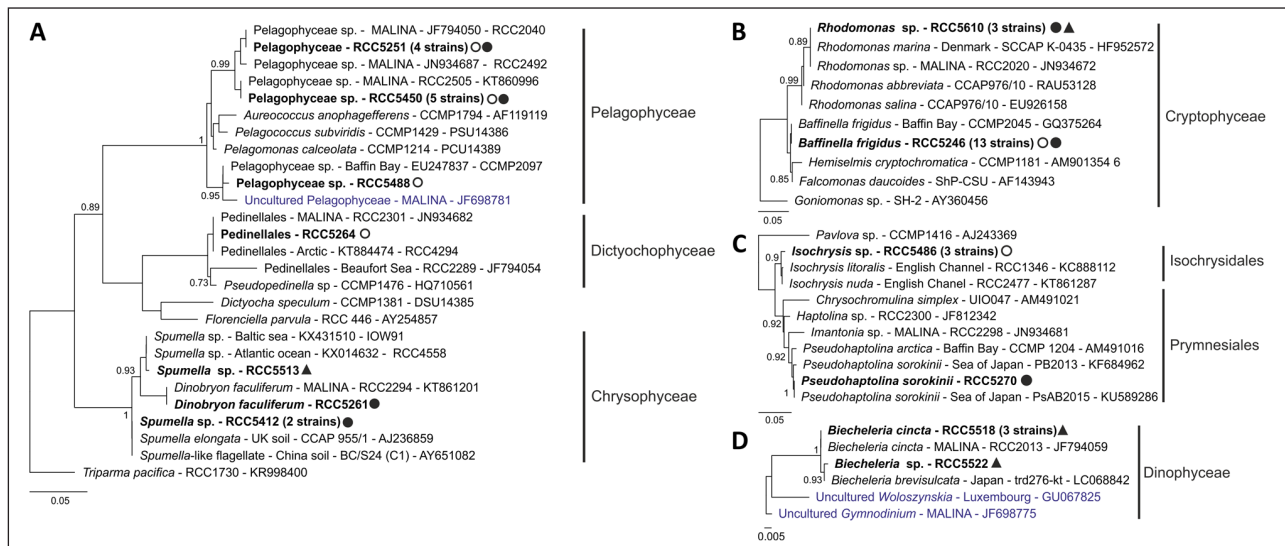 A
Pelagophyceae sp. - MALINA - JF794050 - RCC2040
Pelagophyceae - RCC5251 (4 strains)
Pelagophyceae sp. - MALINA - JN934687 - RCC2492
0.99
Pelagophyceae sp. - MALINA - RCC2505 - KT860996
Pelagophyceae sp. - RCC5450 (5 strains)
Aureococcus anophagefferens - CCMP1794 - AF119119
Pelagococcus subviridis - CCMP1429 - PSU14386
1
Pelagomonas calceolata - CCMP1214 - PCU14389
Pelagophyceae sp. - Baffin Bay - EU247837 - CCMP2097
Pelagophyceae sp. - RCC5488
0.95
Uncultured Pelagophyceae - MALINA - JF698781
Pelagophyceae
0.89
Pedinellales - MALINA - RCC2301 - JN934682
Pedinellales - RCC5264
Pedinellales - Arctic - KT884474 - RCC4294
Pedinellales - Beaufort Sea - RCC2289 - JF794054
0.73
Pseudopedinella sp. - CCMP1476 - HQ710561
Dictyocha speculum - CCMP1381 - DSU14385
Florenciella parvula - RCC 446 - AY254857
Dictyochophyceae
Spumella sp. - Baltic sea - KX431510 - IOW91
Spumella sp. - Atlantic ocean - KX014632 - RCC4558
0.93
Spumella sp. - RCC5513
Dinobryon faculiferum - MALINA - RCC2294 - KT861201
Dinobryon faculiferum - RCC5261
1
Spumella sp. - RCC5412 (2 strains)
Spumella elongata - UK soil - CCAP 955/1 - AJ236859
Spumella-like flagellate - China soil - BC/S24 (C1) - AY651082
Chrysophyceae
Triparma pacifica - RCC1730 - KR998400
0.05
B
Rhodomonas sp. - RCC5610 (3 strains)
0.89
Rhodomonas marina - Denmark - SCCAP K-0435 - HF952572
Rhodomonas sp. - MALINA - RCC2020 - JN934672
0.99
Rhodomonas abbreviata - CCAP976/10 - RAU53128
Rhodomonas salina - CCAP976/10 - EU926158
Baffinella frigidus - Baffin Bay - CCMP2045 - GQ375264
Baffinella frigidus - RCC5246 (13 strains)
Hemiselmis cryptochromatica - CCMP1181 - AM901354 6
0.85
Falcomonas daucoides - ShP-CSU - AF143943
Goniomonas sp. - SH-2 - AY360456
Cryptophyceae
0.05
C
Pavlova sp. - CCMP1416 - AJ243369
Isochrysis sp. - RCC5486 (3 strains)
0.9
Isochrysis litoralis - English Channel - RCC1346 - KC888112
Isochrysis nuda - English Canel - RCC2477 - KT861287
Isochrysidales
Chrysochromulina simplex - UIO047 - AM491021
0.92
Haptolina sp. - RCC2300 - JF812342
Imantonia sp. - MALINA - RCC2298 - JN934681
0.92
Pseudohaptolina arctica - Baffin Bay - CCMP 1204 - AM491016
Pseudohaptolina sorokinii - Sea of Japan - PB2013 - KF684962
Pseudohaptolina sorokinii - RCC5270
1
Pseudohaptolina sorokinii - Sea of Japan - PsAB2015 - KU589286
Prymnesiales
0.05
D
Biecheleria cincta - RCC5518 (3 strains)
1
Biecheleria cincta - MALINA - RCC2013 - JF794059
Biecheleria sp. - RCC5522
0.93
Biecheleria brevisulcata - Japan - trd276-kt - LC068842
Uncultured Woloszynskia - Luxembourg - GU067825
Uncultured Gymnodinium - MALINA - JF698775
Dinophyceae
0.005